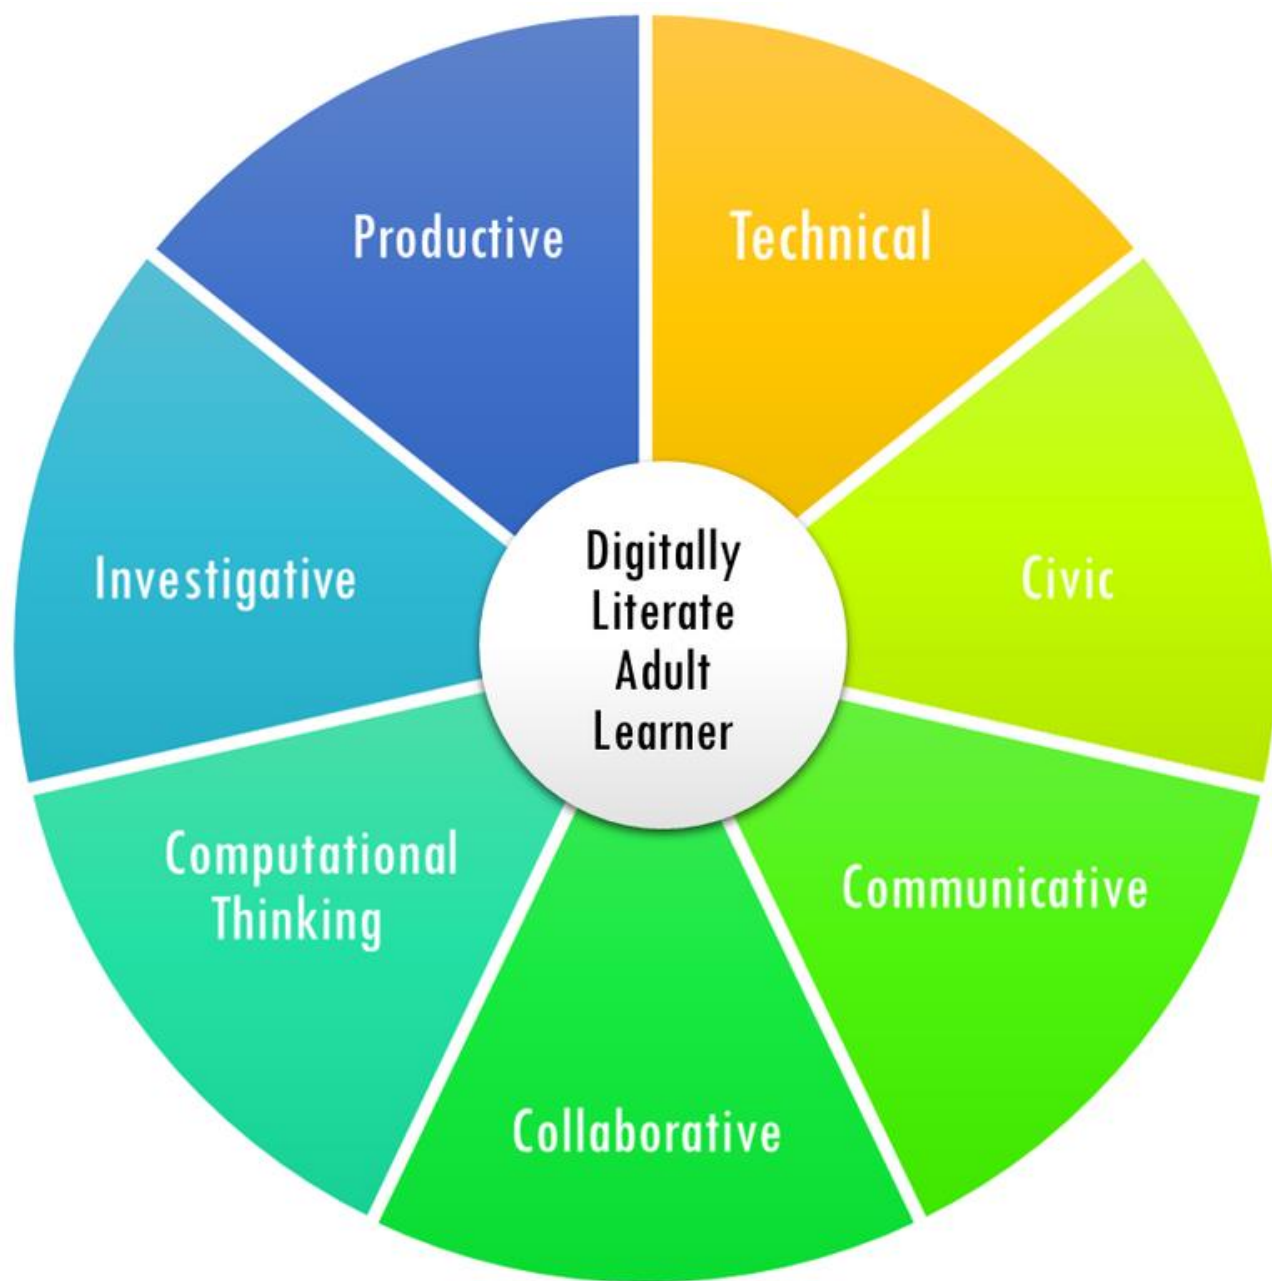 Productive
Technical
Investigative
Digitally
Literate
Adult
Learner
Civic
Computational
Thinking
Communicative
Collaborative